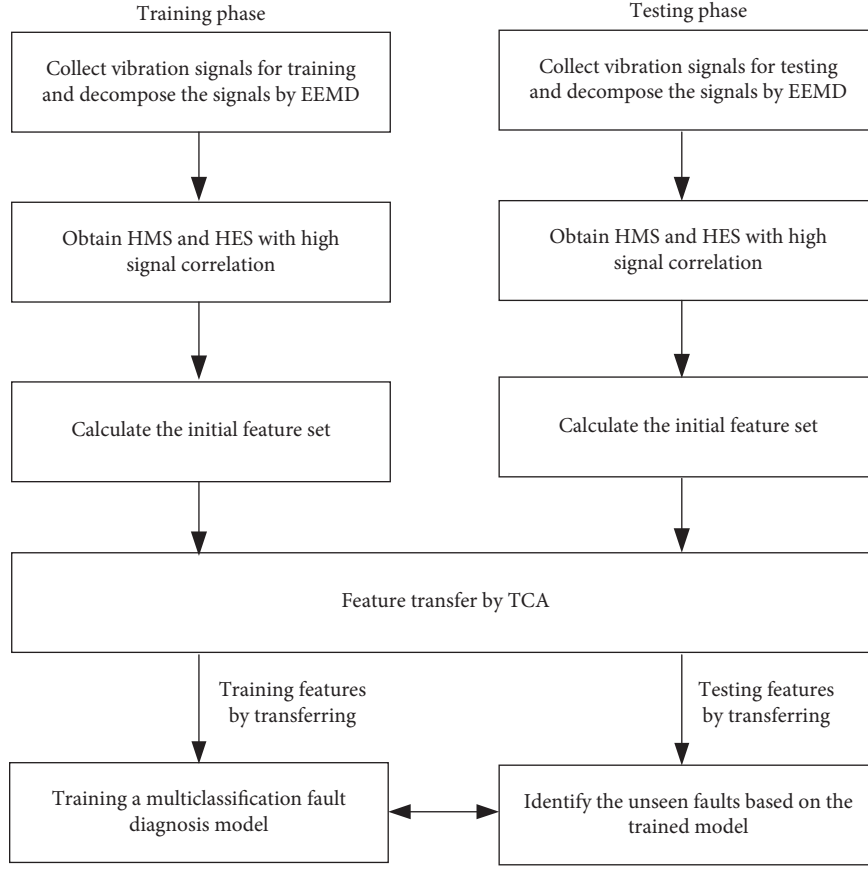 Training phase
Collect vibration signals for training
and decompose the signals by EEMD
Obtain HMS and HES with high
signal correlation
Calculate the initial feature set
Testing phase
Collect vibration signals for testing
and decompose the signals by EEMD
Obtain HMS and HES with high
signal correlation
Calculate the initial feature set
Feature transfer by TCA
Training features
by transferring
Testing features
by transferring
Training a multiclassification fault
diagnosis model
Identify the unseen faults based on the
trained model